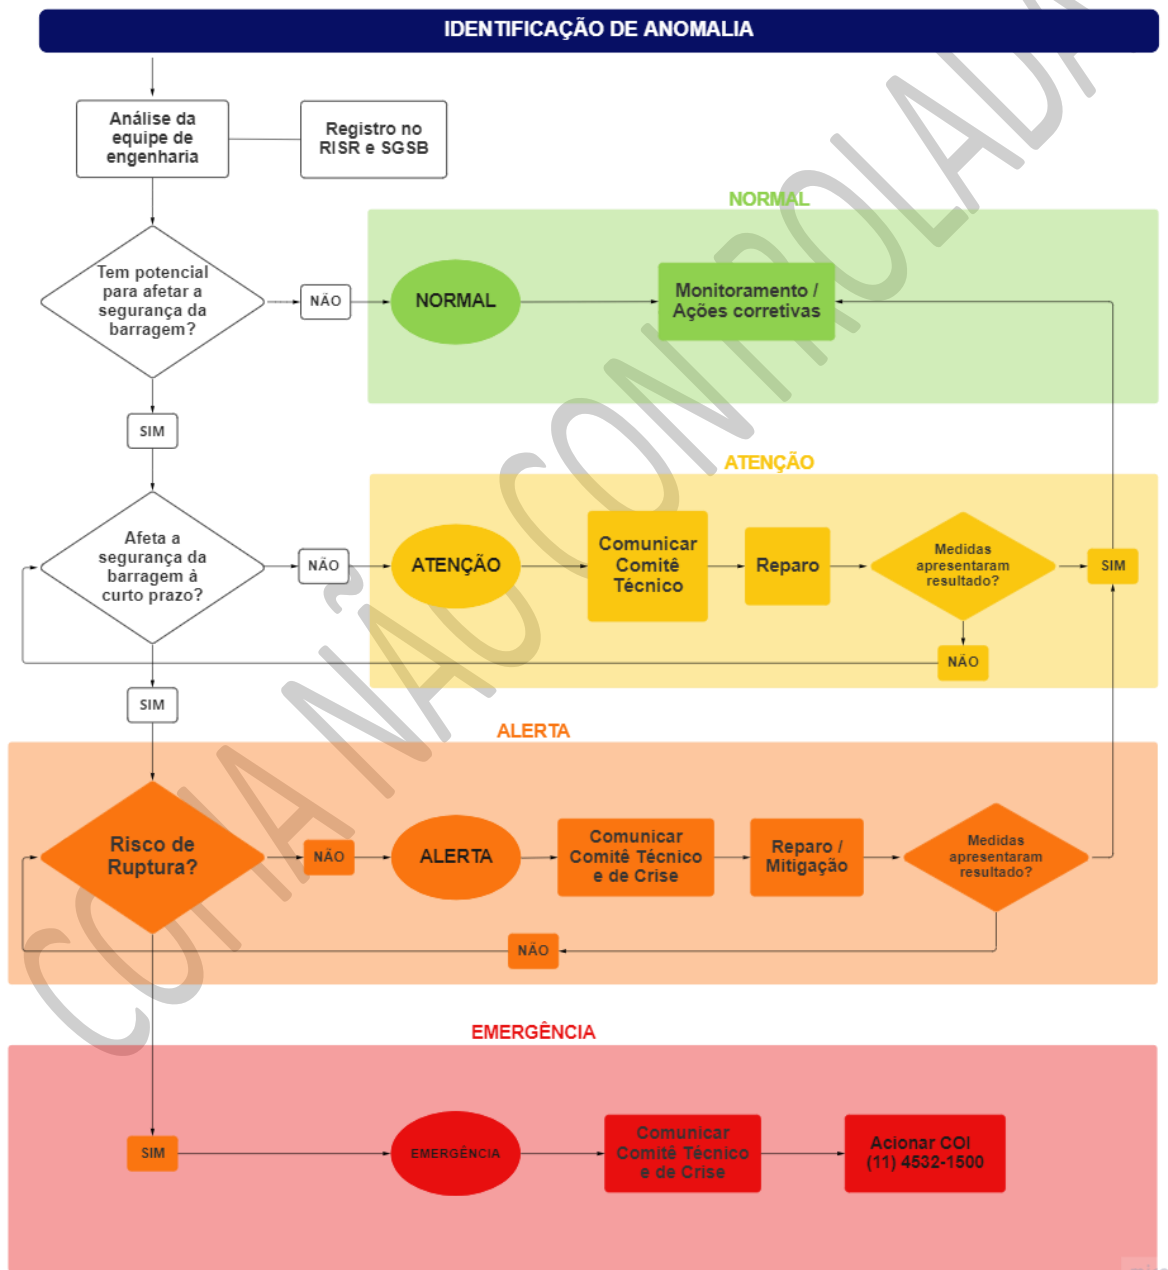 IDENTIFICAÇÃO DE ANOMALIA
Análise da
equipe de
engenharia
Registro no
RISR e SGSB
NORMAL
Tem potencial
para afetar a
segurança da
barragem?
NÃO
NORMAL
Monitoramento /
Ações corretivas
SIM
ATENÇÃO
Afeta a
segurança da
barragem à
curto prazo?
NÃO
ATENÇÃO
Comunicar
Comitê
Técnico
Reparo
Medidas
apresentaram
resultado?
SIM
NÃO
SIM
ALERTA
Risco de
Ruptura?
NÃO
ALERTA
Comunicar
Comitê Técnico
e de Crise
Reparo /
Mitigação
Medidas
apresentaram
resultado?
NÃO
EMERGÊNCIA
SIM
EMERGÊNCIA
Comunicar
Comitê Técnico
e de Crise
Acionar COI
(11) 4532-1500
COPIA NÃO CONTROLADA
miro